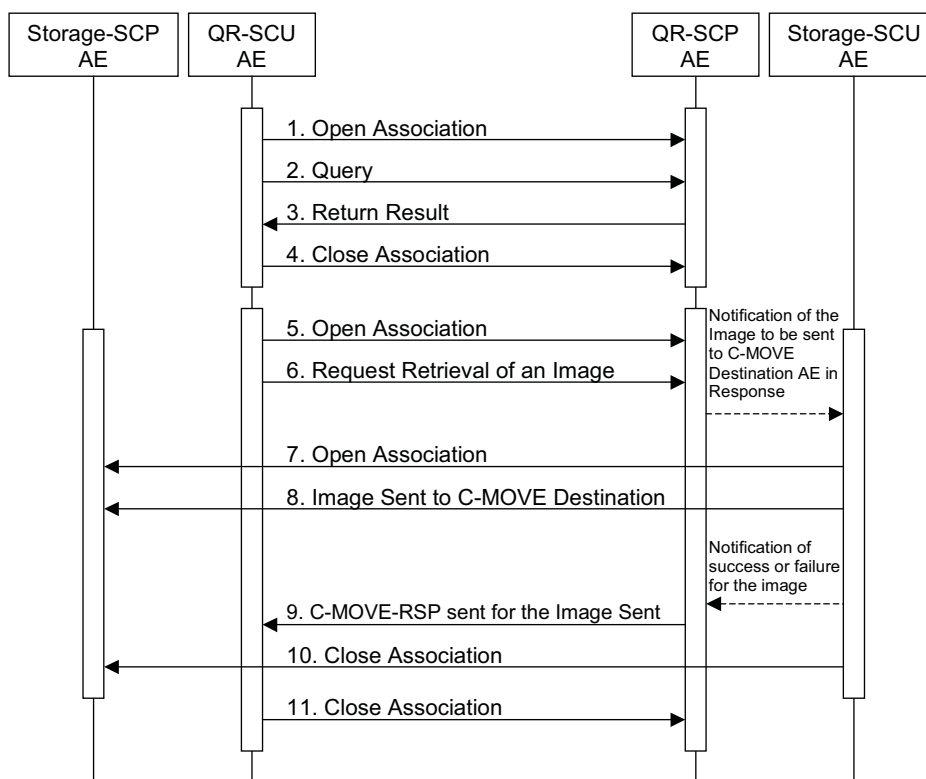 Storage-SCP
AE
QR-SCU
AE
QR-SCP
AE
Storage-SCU
AE
1. Open Association
2. Query
3. Return Result
4. Close Association
5. Open Association
6. Request Retrieval of an Image
Notification of the
Image to be sent
to C-MOVE
Destination AE in
Response
7. Open Association
8. Image Sent to C-MOVE Destination
Notification of
success or failure
for the image
9. C-MOVE-RSP sent for the Image Sent
10. Close Association
11. Close Association